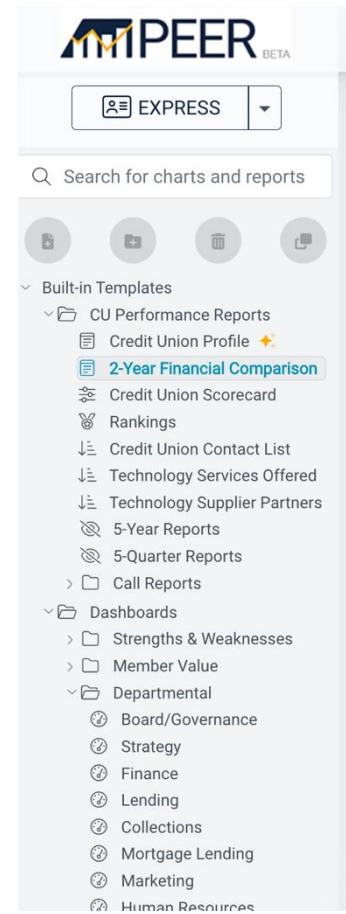 PEER BETA
EXPRESS
Search for charts and reports
Built-in Templates
CU Performance Reports
Credit Union Profile
2-Year Financial Comparison
Credit Union Scorecard
Rankings
Credit Union Contact List
Technology Services Offered
Technology Supplier Partners
5-Year Reports
5-Quarter Reports
Call Reports
Dashboards
Strengths & Weaknesses
Member Value
Departmental
Board/Governance
Strategy
Finance
Lending
Collections
Mortgage Lending
Marketing
Human Resources